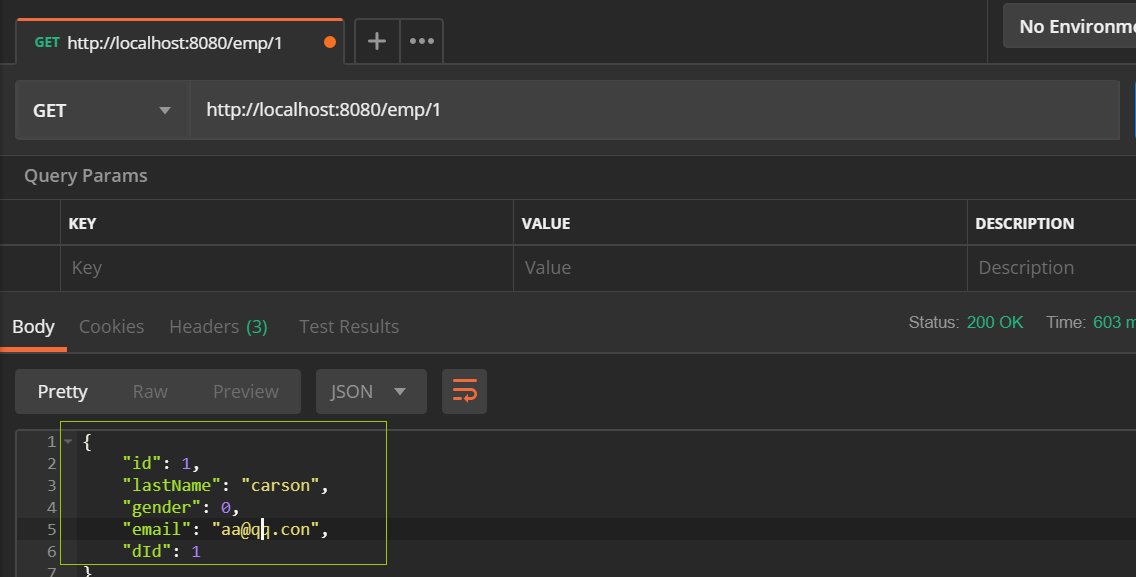 GET http://localhost:8080/emp/1 + ••• No Environme
GET http://localhost:8080/emp/1
Query Params
KEY VALUE DESCRIPTION
Key Value Description
Body Cookies Headers (3) Test Results Status: 200 OK Time: 603 m
Pretty Raw Preview JSON
1 {
2 "id": 1,
3 "lastName": "carson",
4 "gender": 0,
5 "email": "aa@qq.con",
6 "dId": 1
7 }